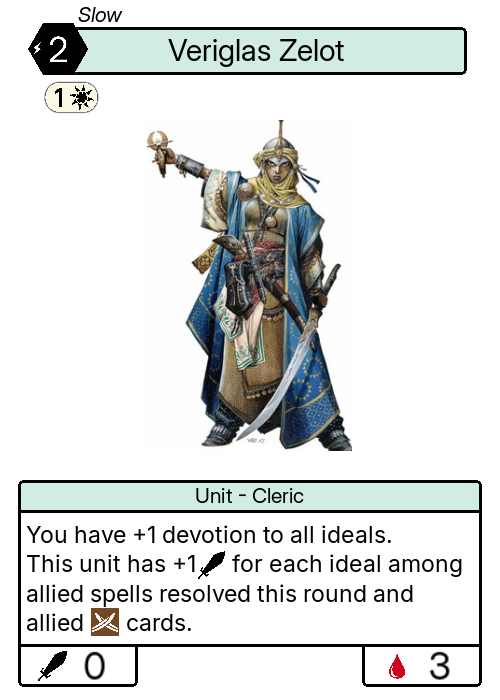 Slow
2
Veriglas Zelot
1
Unit - Cleric
You have +1 devotion to all ideals.
This unit has +1 for each ideal among
allied spells resolved this round and
allied cards.
0
3